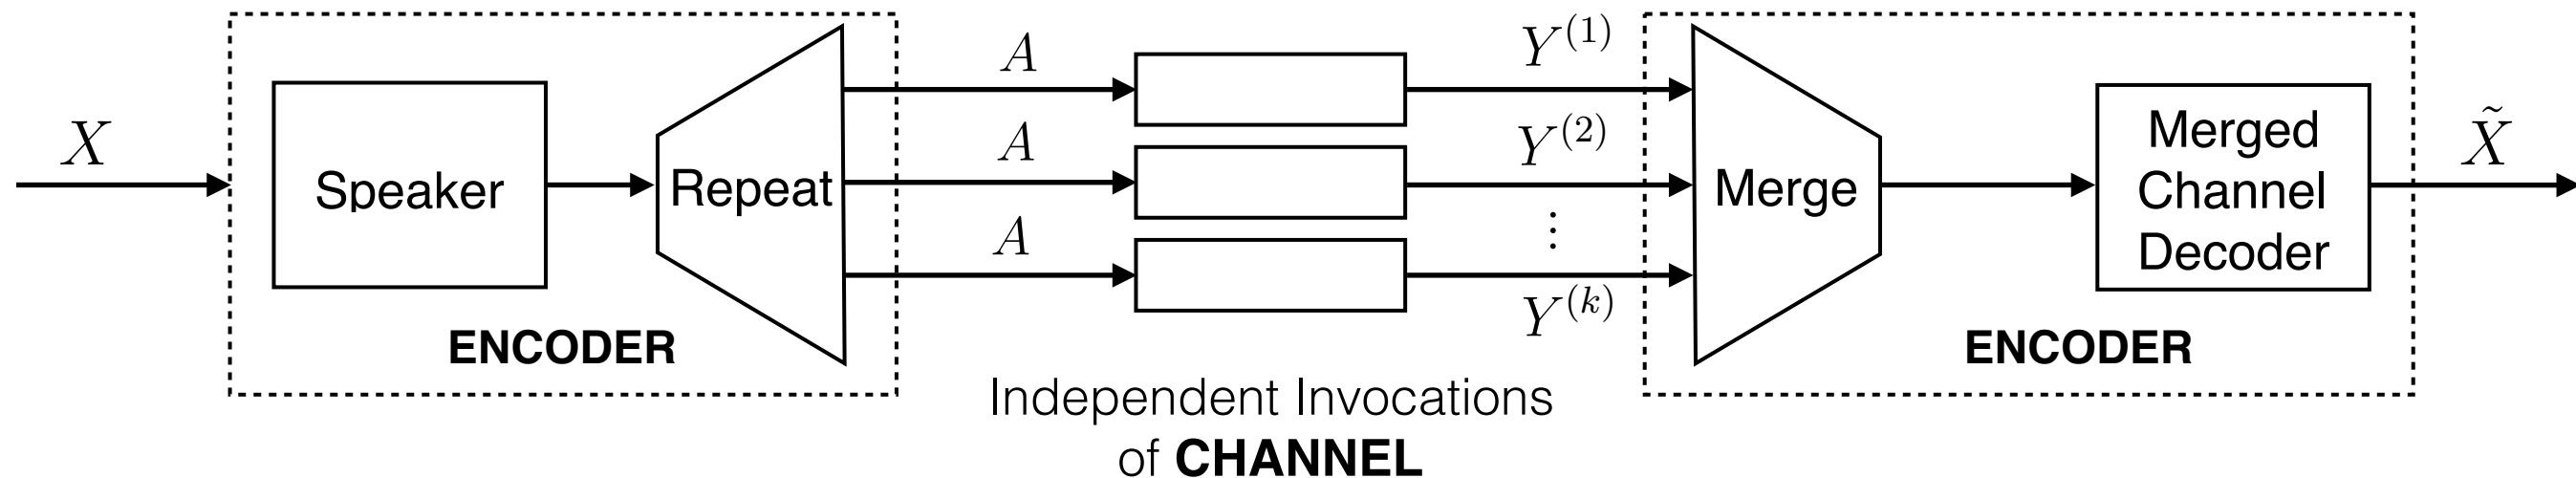 X
Speaker
Repeat
ENCODER
A
A
A
Independent Invocations
of CHANNEL
Y^{(1)}
Y^{(2)}
⋮
Y^{(k)}
Merge
Merged
Channel
Decoder
ENCODER
X̃